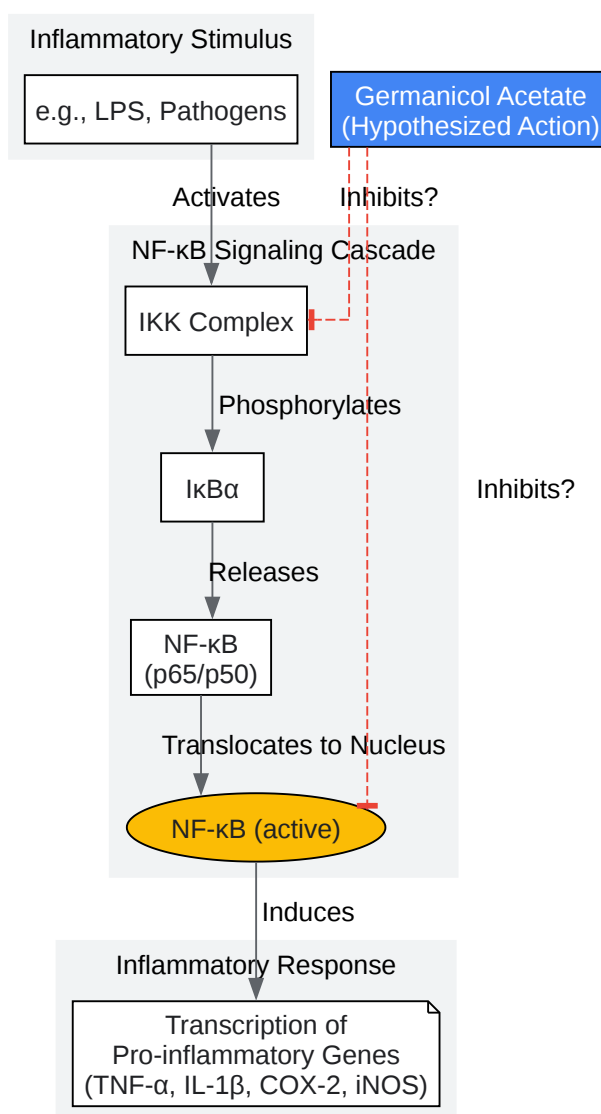 Inflammatory Stimulus
e.g., LPS, Pathogens
Germanicol Acetate
(Hypothesized Action)
Activates
Inhibits?
NF-κB Signaling Cascade
IKK Complex
Phosphorylates
IκBα
Inhibits?
Releases
NF-κB
(p65/p50)
Translocates to Nucleus
NF-κB (active)
Induces
Inflammatory Response
Transcription of
Pro-inflammatory Genes
(TNF-α, IL-1β, COX-2, iNOS)